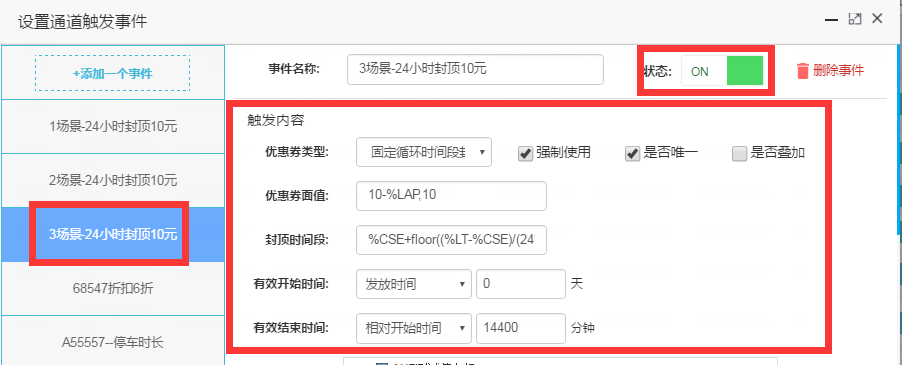 设置通道触发事件
+添加一个事件
1场景-24小时封顶10元
2场景-24小时封顶10元
3场景-24小时封顶10元
68547折扣6折
A55557--停车时长
事件名称: 3场景-24小时封顶10元 状态: ON 删除事件
触发内容
优惠券类型: 固定循环时间段 强制使用 是否唯一 是否叠加
优惠券面值: 10-%LAP,10
封顶时间段: %CSE+floor((%LT-%CSE)/(24
有效开始时间: 发放时间 0 天
有效结束时间: 相对开始时间 14400 分钟